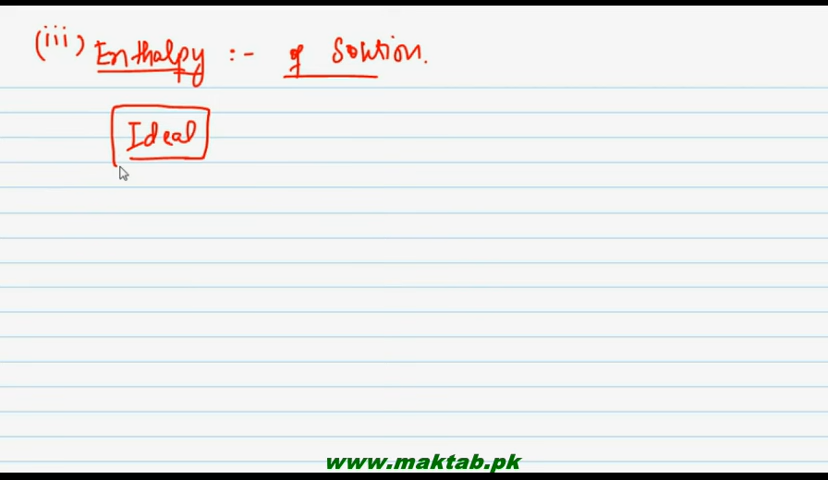 (iii) Enthalpy :- of Solution.
Ideal
www.maktab.pk